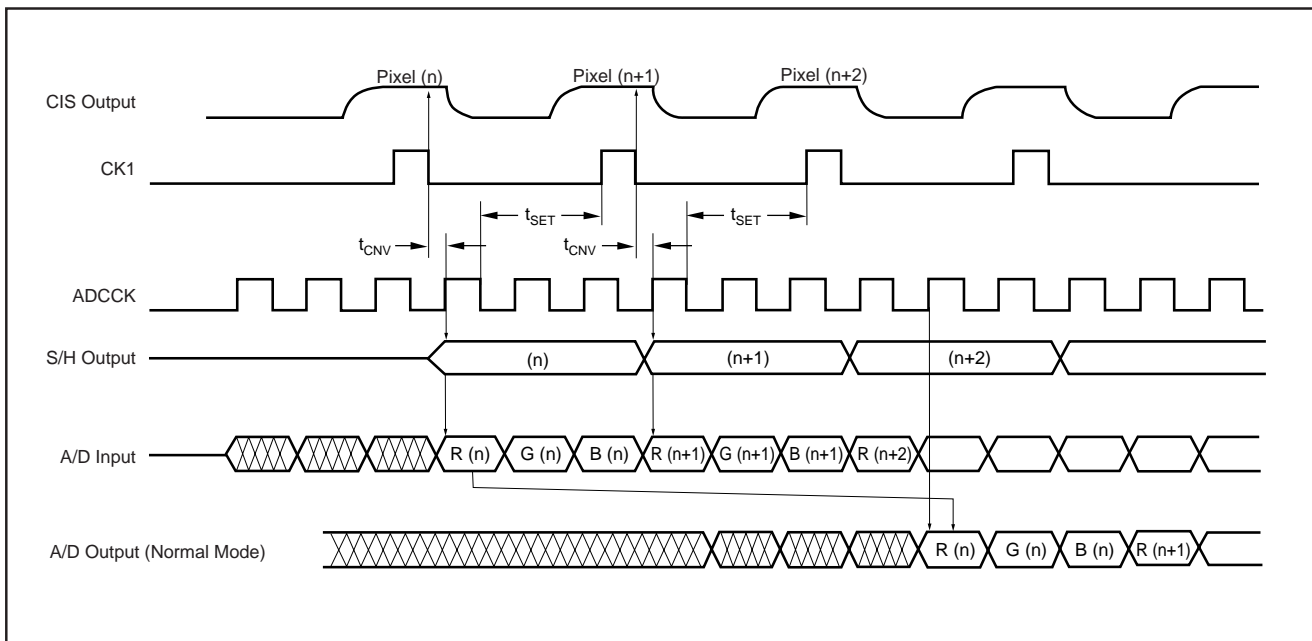 Pixel (n) Pixel (n+1) Pixel (n+2)
CIS Output
CK1
tSET tSET
tCNV tCNV
ADCCK
S/H Output (n) (n+1) (n+2)
A/D Input R (n) G (n) B (n) R (n+1) G (n+1) B (n+1) R (n+2)
A/D Output (Normal Mode) R (n) G (n) B (n) R (n+1)